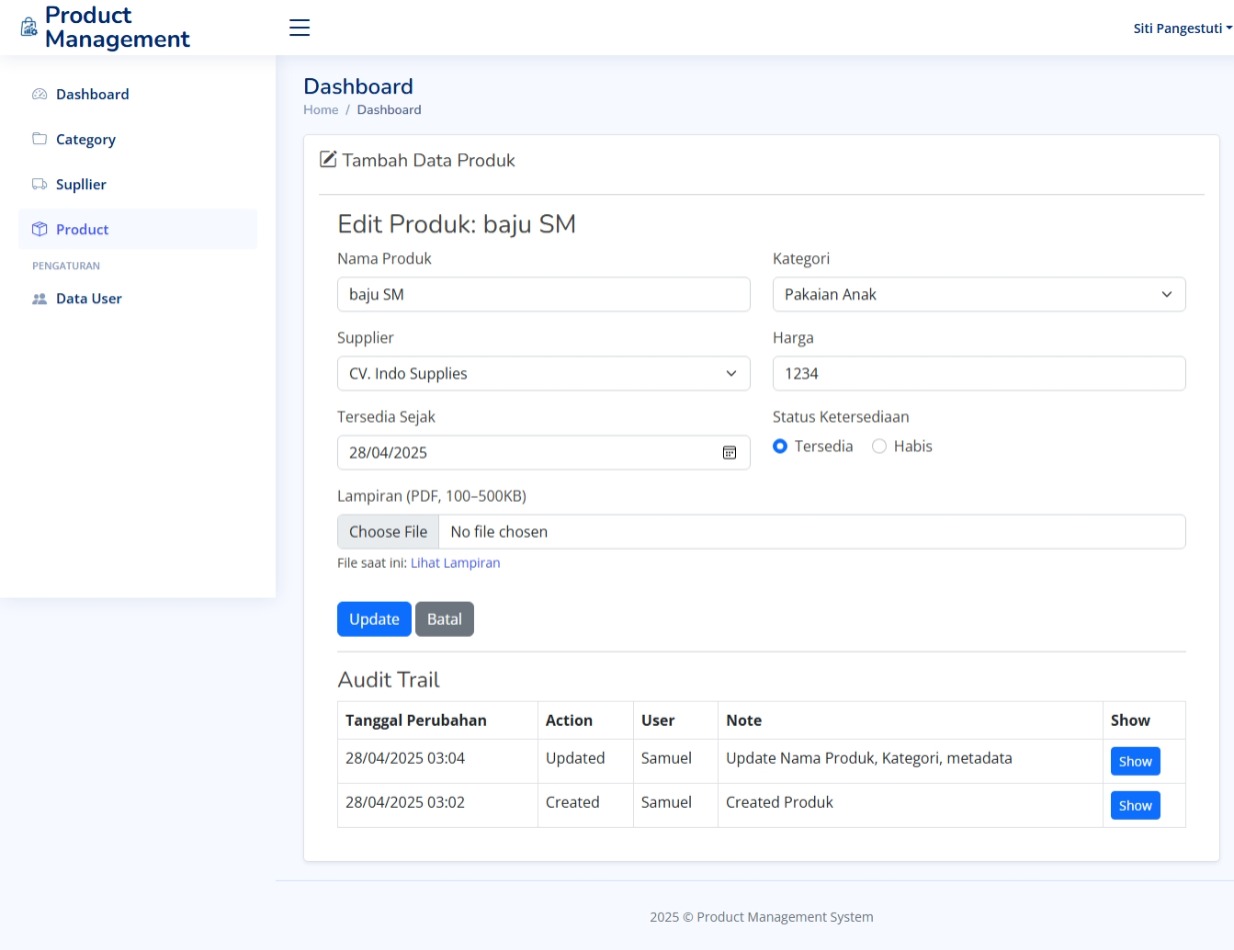 Product
Management
Siti Pangestuti
Dashboard
Category
Supllier
Product
PENGATURAN
Data User
Dashboard
Home / Dashboard
Tambah Data Produk
Edit Produk: baju SM
Nama Produk
Kategori
baju SM
Pakaian Anak
Supplier
Harga
CV. Indo Supplies
1234
Tersedia Sejak
Status Ketersediaan
28/04/2025
Tersedia Habis
Lampiran (PDF, 100–500KB)
Choose File No file chosen
File saat ini: Lihat Lampiran
Update Batal
Audit Trail
Tanggal Perubahan Action User Note Show
28/04/2025 03:04 Updated Samuel Update Nama Produk, Kategori, metadata Show
28/04/2025 03:02 Created Samuel Created Produk Show
2025 © Product Management System